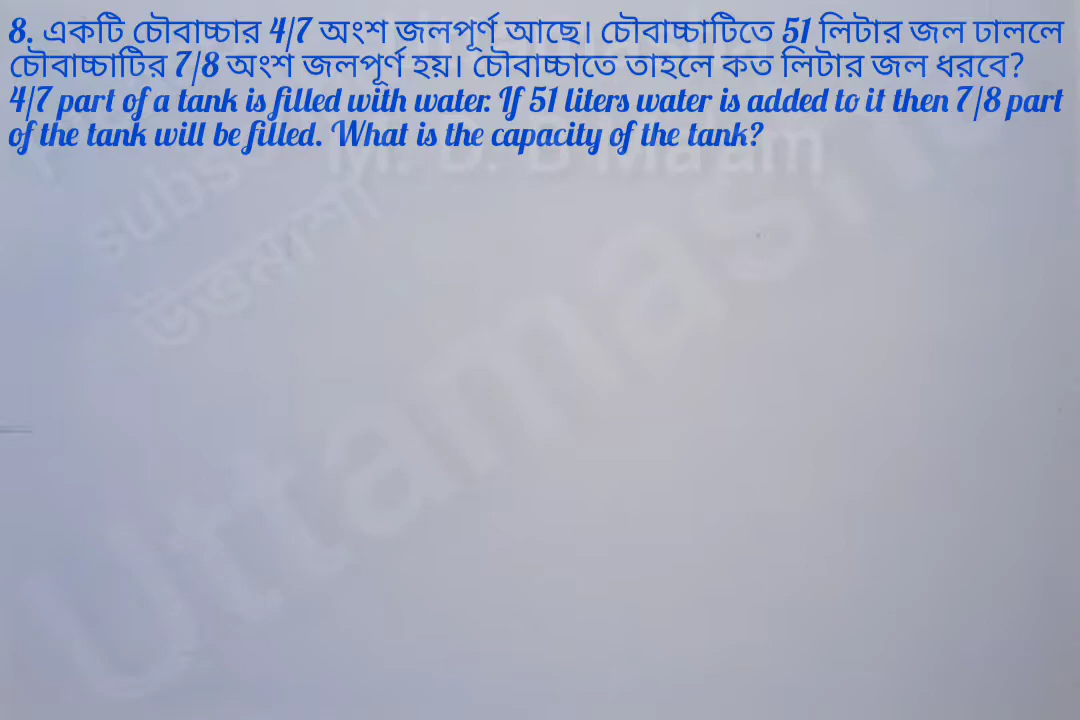 8. একটি চৌবাচ্চার 4/7 অংশ জলপূর্ণ আছে। চৌবাচ্চাটিতে 51 লিটার জল ঢাললে
চৌবাচ্চাটির 7/8 অংশ জলপূর্ণ হয়। চৌবাচ্চাতে তাহলে কত লিটার জল ধরবে?
4/7 part of a tank is filled with water. If 51 liters water is added to it then 7/8 part
of the tank will be filled. What is the capacity of the tank?